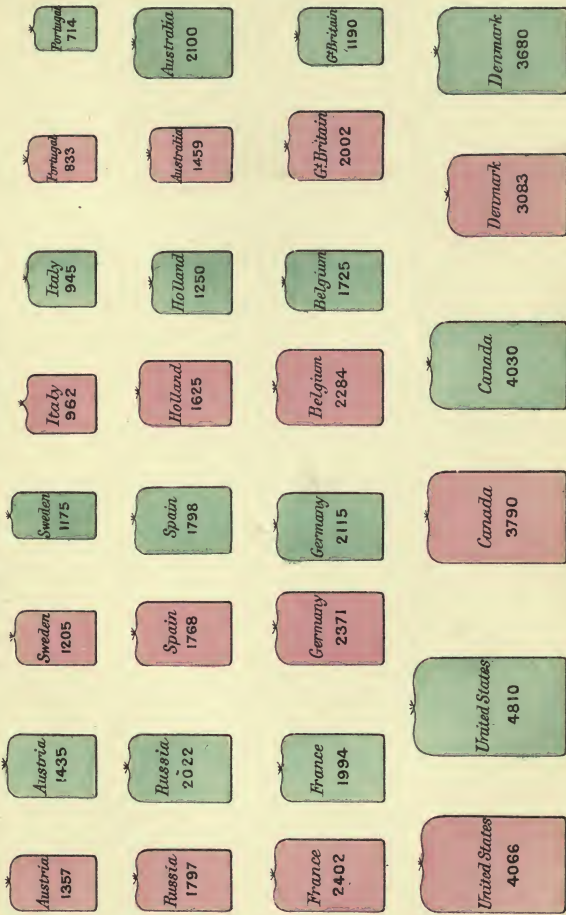 Portugal
714
Australia
2100
Gt Britain
1190
Denmark
3680
Portugal
833
Australia
1459
Gt Britain
2002
Denmark
3083
Italy
945
Holland
1250
Belgium
1725
Canada
4030
Italy
962
Holland
1625
Belgium
2284
Canada
3790
Sweden
1175
Spain
1798
Germany
2115
United States
4810
Sweden
1205
Spain
1768
Germany
2371
United States
4066
Austria
1435
Russia
2022
France
1994
Austria
1357
Russia
1797
France
2402